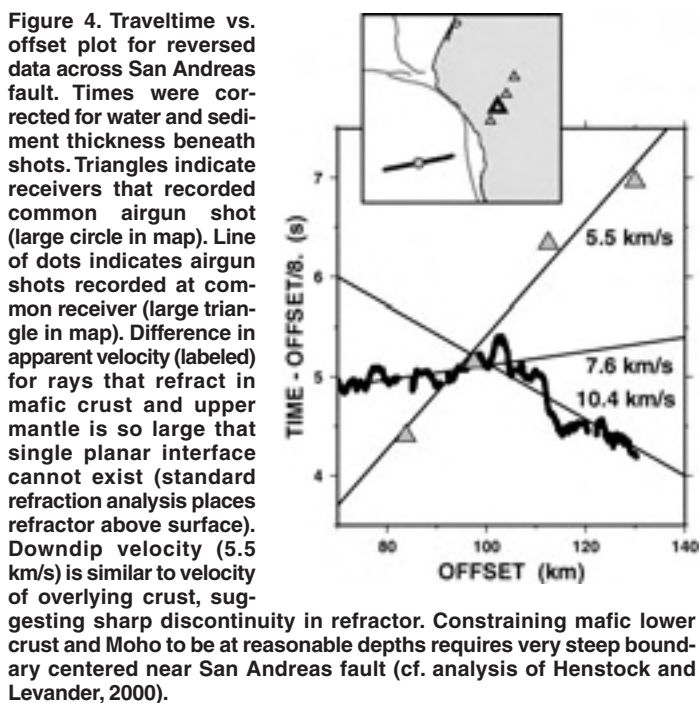 Figure 4. Traveltime vs.
offset plot for reversed
data across San Andreas
fault. Times were cor-
rected for water and sedi-
ment thickness beneath
shots. Triangles indicate
receivers that recorded
common airgun shot
(large circle in map). Line
of dots indicates airgun
shots recorded at com-
mon receiver (large trian-
gle in map). Difference in
apparent velocity (labeled)
for rays that refract in
mafic crust and upper
mantle is so large that
single planar interface
cannot exist (standard
refraction analysis places
refractor above surface).
Downdip velocity (5.5
km/s) is similar to velocity
of overlying crust, sug-
gesting sharp discontinuity in refractor. Constraining mafic lower
crust and Moho to be at reasonable depths requires very steep bound-
ary centered near San Andreas fault (cf. analysis of Henstock and
Levander, 2000).
TIME - OFFSET/8. (s)
7
6
5
4
5.5 km/s
7.6 km/s
10.4 km/s
80 100 120 140
OFFSET (km)